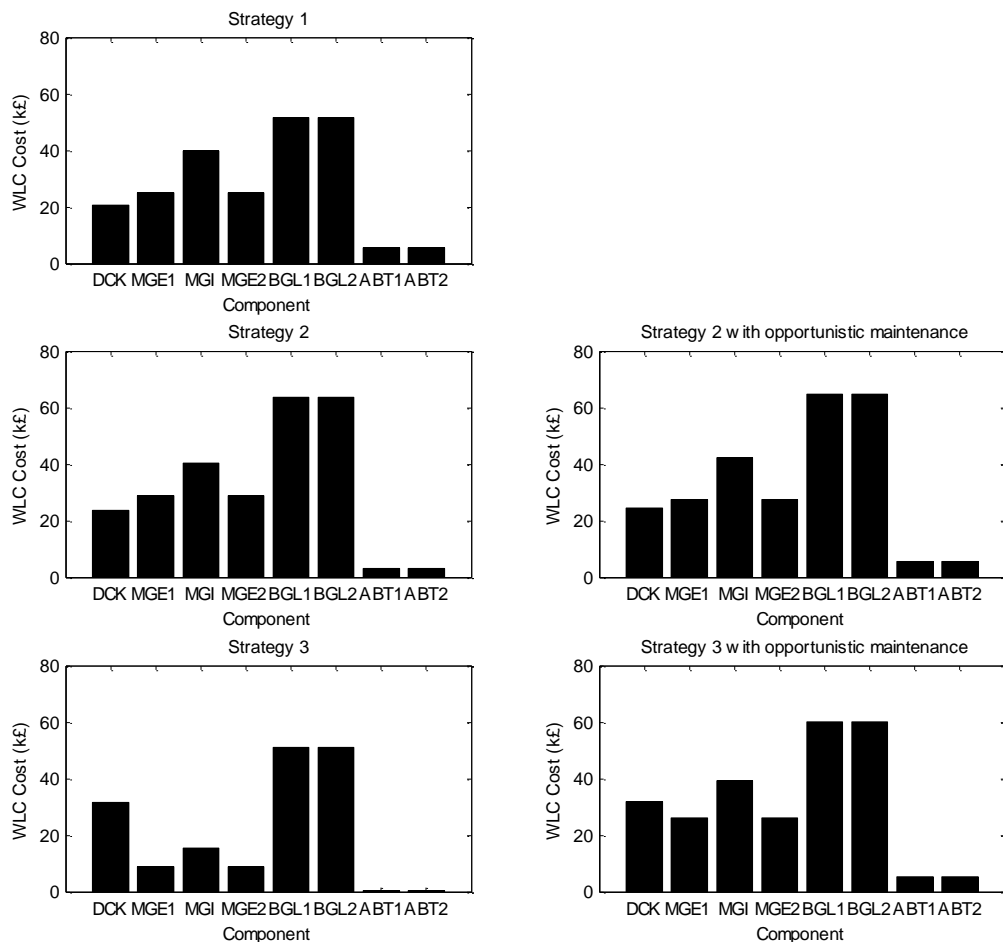 Strategy 1
80
60
40
20
0
WLC Cost (k£)
DCK MGE1 MGI MGE2 BGL1 BGL2 ABT1 ABT2
Component
Strategy 2
80
60
40
20
0
WLC Cost (k£)
DCK MGE1 MGI MGE2 BGL1 BGL2 ABT1 ABT2
Component
Strategy 2 with opportunistic maintenance
80
60
40
20
0
WLC Cost (k£)
DCK MGE1 MGI MGE2 BGL1 BGL2 ABT1 ABT2
Component
Strategy 3
80
60
40
20
0
WLC Cost (k£)
DCK MGE1 MGI MGE2 BGL1 BGL2 ABT1 ABT2
Component
Strategy 3 with opportunistic maintenance
80
60
40
20
0
WLC Cost (k£)
DCK MGE1 MGI MGE2 BGL1 BGL2 ABT1 ABT2
Component